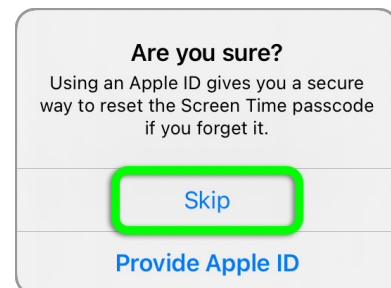 Are you sure?
Using an Apple ID gives you a secure
way to reset the Screen Time passcode
if you forget it.
Skip
Provide Apple ID